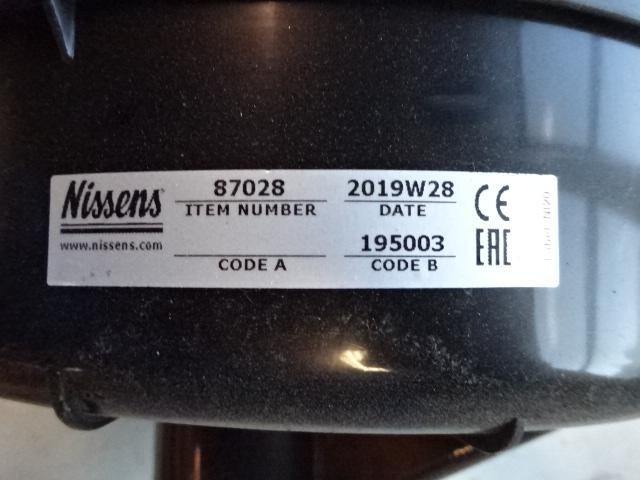 Nissens
www.nissens.com
87028
ITEM NUMBER
2019W28
DATE
CODE A
195003
CODE B
CE
EAC